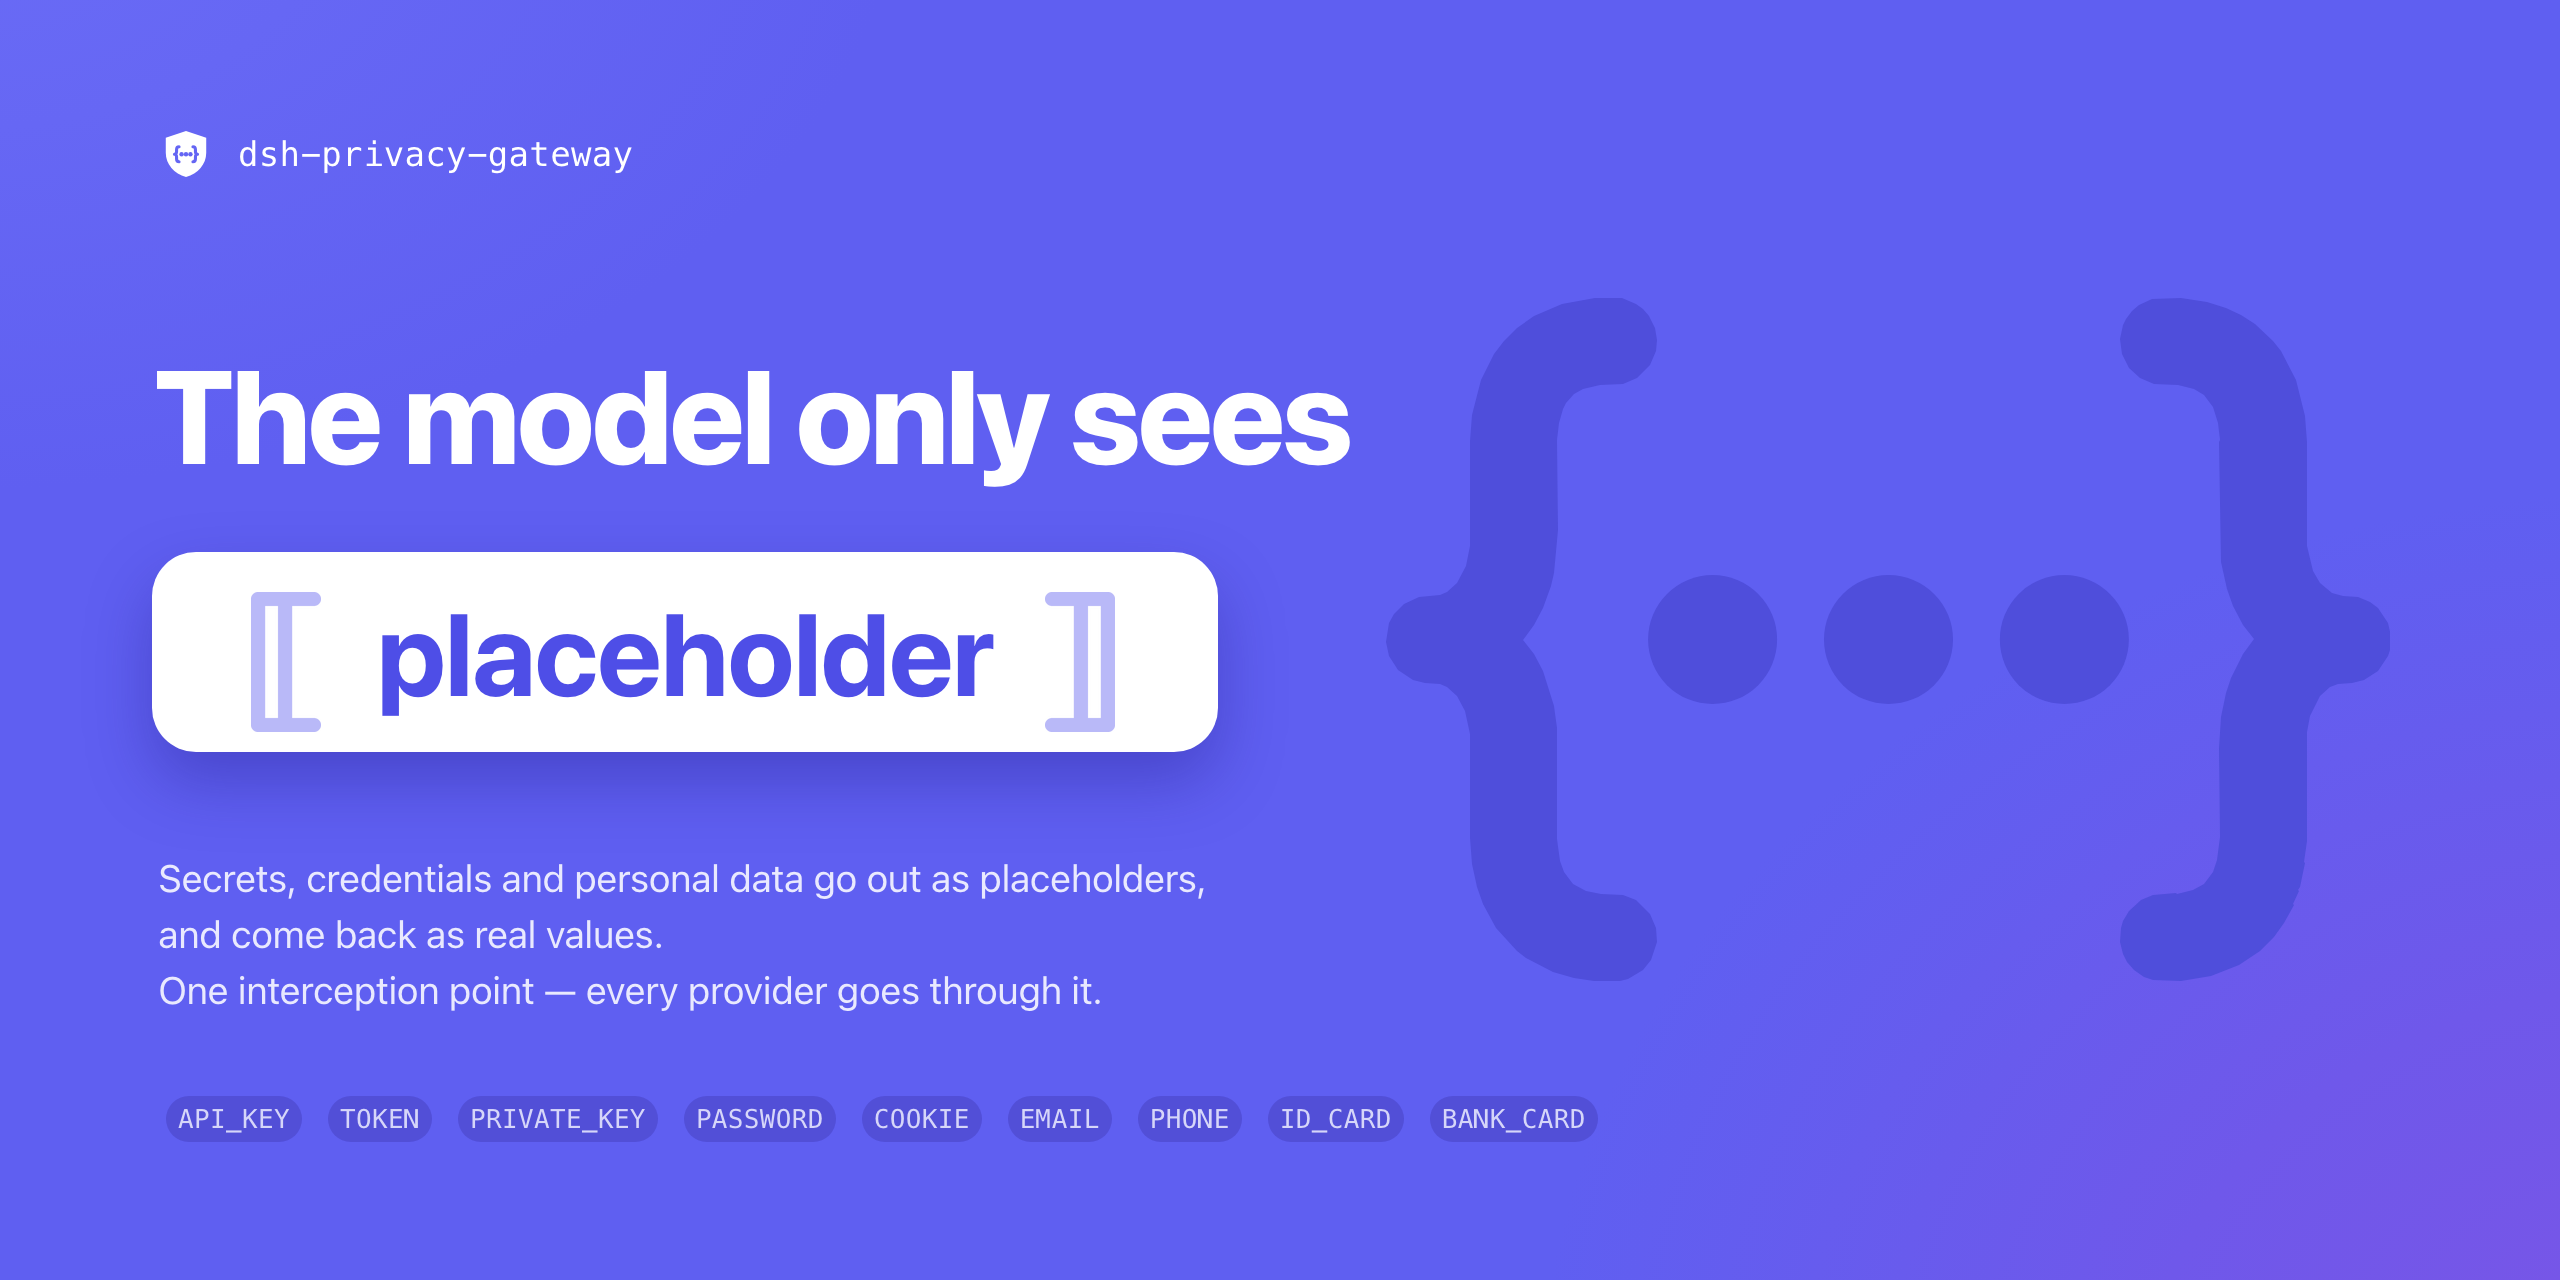 dsh-privacy-gateway
The model only sees
⟦ placeholder ⟧
Secrets, credentials and personal data go out as placeholders,
and come back as real values.
One interception point — every provider goes through it.
API_KEY TOKEN PRIVATE_KEY PASSWORD COOKIE EMAIL PHONE ID_CARD BANK_CARD